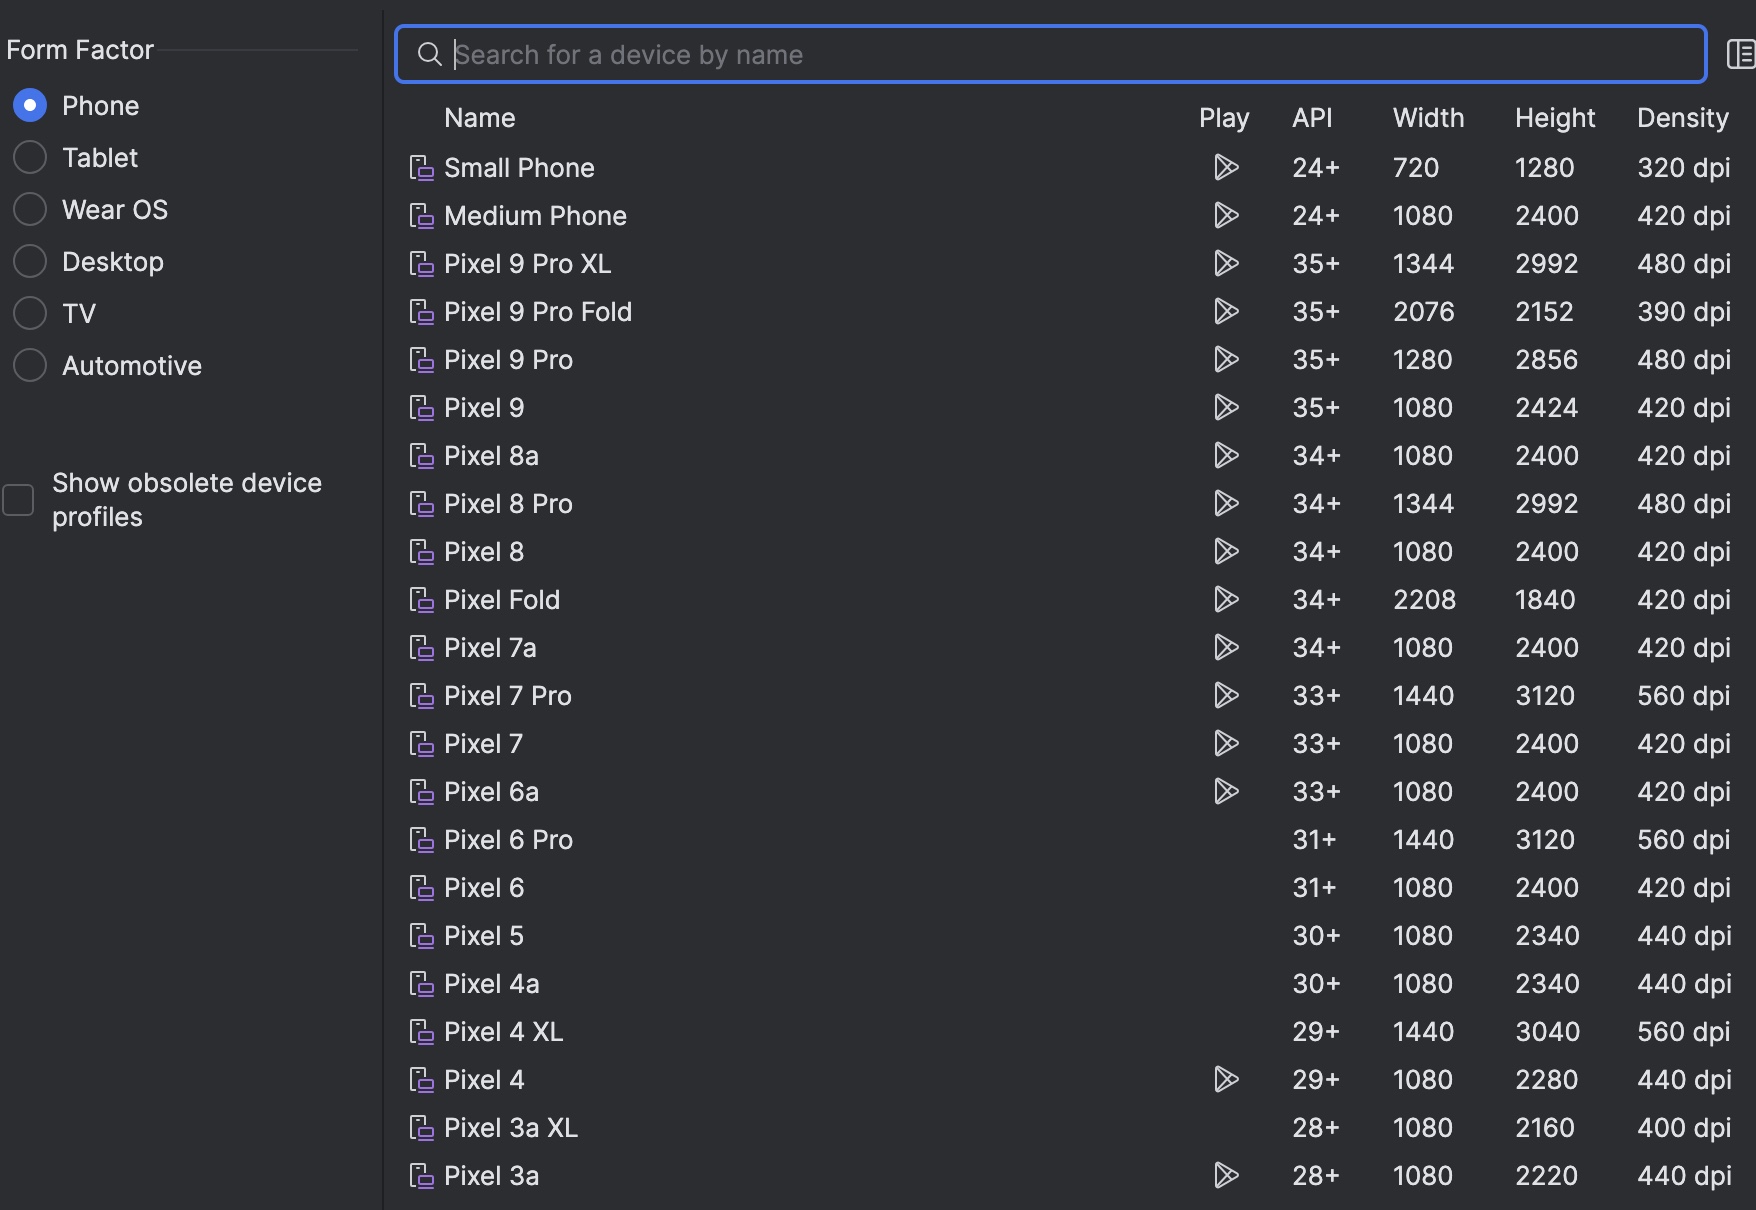 Form Factor
Phone
Tablet
Wear OS
Desktop
TV
Automotive
Show obsolete device
profiles
Search for a device by name
Name Play API Width Height Density
Small Phone 24+ 720 1280 320 dpi
Medium Phone 24+ 1080 2400 420 dpi
Pixel 9 Pro XL 35+ 1344 2992 480 dpi
Pixel 9 Pro Fold 35+ 2076 2152 390 dpi
Pixel 9 Pro 35+ 1280 2856 480 dpi
Pixel 9 35+ 1080 2424 420 dpi
Pixel 8a 34+ 1080 2400 420 dpi
Pixel 8 Pro 34+ 1344 2992 480 dpi
Pixel 8 34+ 1080 2400 420 dpi
Pixel Fold 34+ 2208 1840 420 dpi
Pixel 7a 34+ 1080 2400 420 dpi
Pixel 7 Pro 33+ 1440 3120 560 dpi
Pixel 7 33+ 1080 2400 420 dpi
Pixel 6a 33+ 1080 2400 420 dpi
Pixel 6 Pro 31+ 1440 3120 560 dpi
Pixel 6 31+ 1080 2400 420 dpi
Pixel 5 30+ 1080 2340 440 dpi
Pixel 4a 30+ 1080 2340 440 dpi
Pixel 4 XL 29+ 1440 3040 560 dpi
Pixel 4 29+ 1080 2280 440 dpi
Pixel 3a XL 28+ 1080 2160 400 dpi
Pixel 3a 28+ 1080 2220 440 dpi